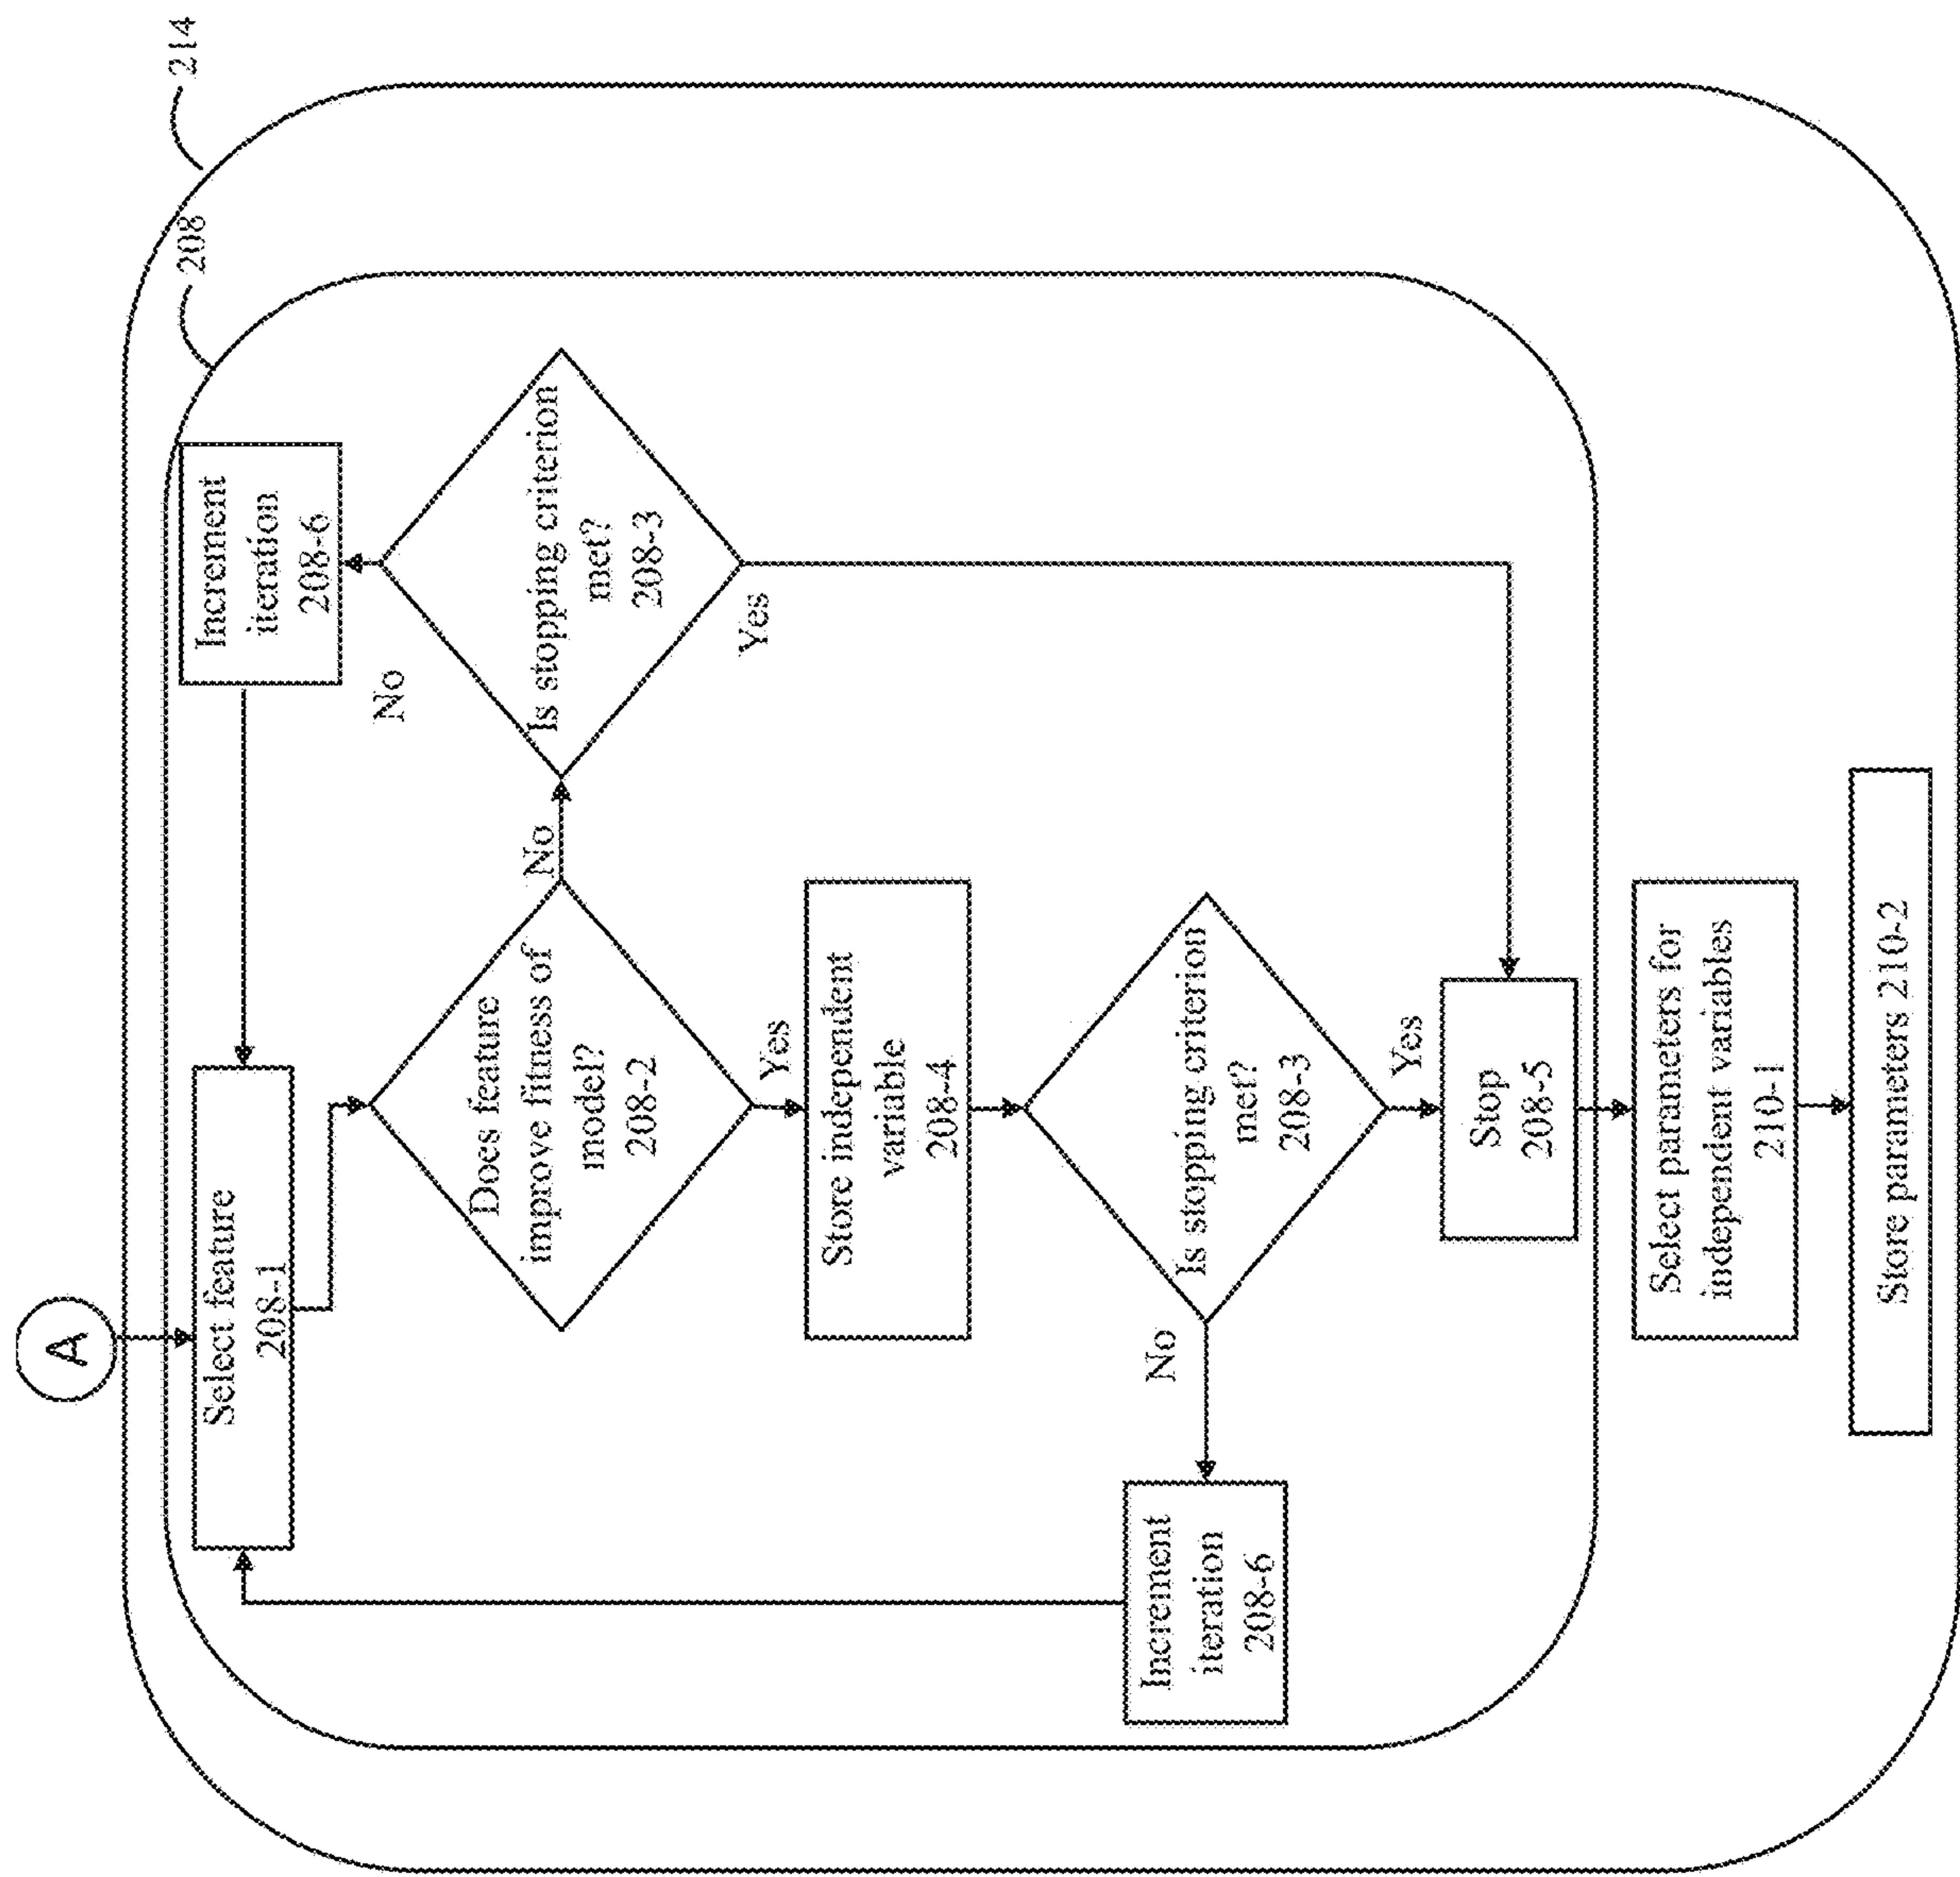 214
208
A
Select feature
208-1
Increment
iteration
208-6
Does feature
improve fitness of
model?
208-2
No
Is stopping criterion
met?
208-3
No
Yes
Yes
Store independent
variable
208-4
Is stopping criterion
met?
208-3
No
Increment
iteration
208-6
Yes
Stop
208-5
Select parameters for
independent variables
210-1
Store parameters 210-2